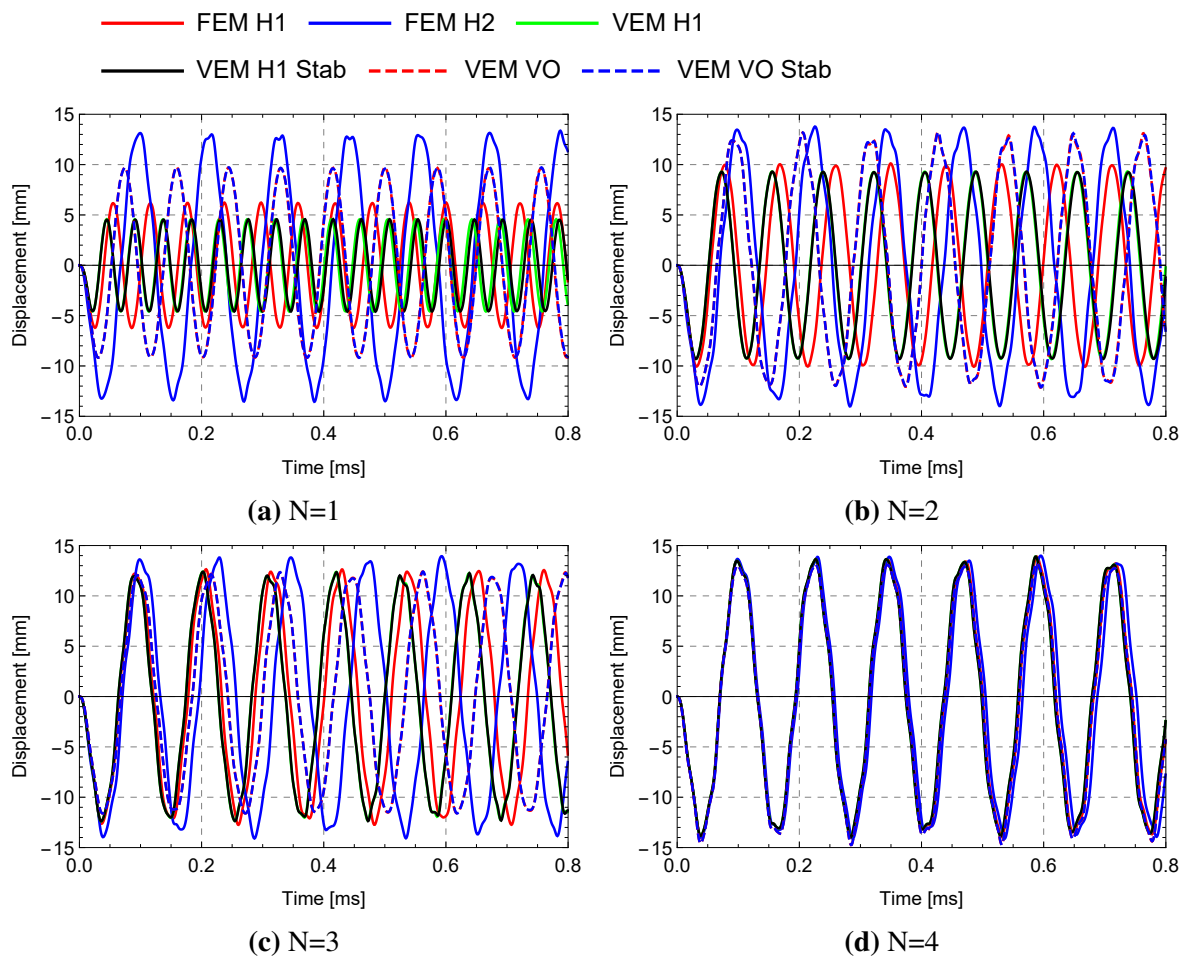 FEM H1 FEM H2 VEM H1
VEM H1 Stab VEM VO VEM VO Stab
15
10
5
0
−5
−10
−15
Displacement [mm]
0.0 0.2 0.4 0.6 0.8
Time [ms]
(a) N=1
15
10
5
0
−5
−10
−15
Displacement [mm]
0.0 0.2 0.4 0.6 0.8
Time [ms]
(b) N=2
15
10
5
0
−5
−10
−15
Displacement [mm]
0.0 0.2 0.4 0.6 0.8
Time [ms]
(c) N=3
15
10
5
0
−5
−10
−15
Displacement [mm]
0.0 0.2 0.4 0.6 0.8
Time [ms]
(d) N=4